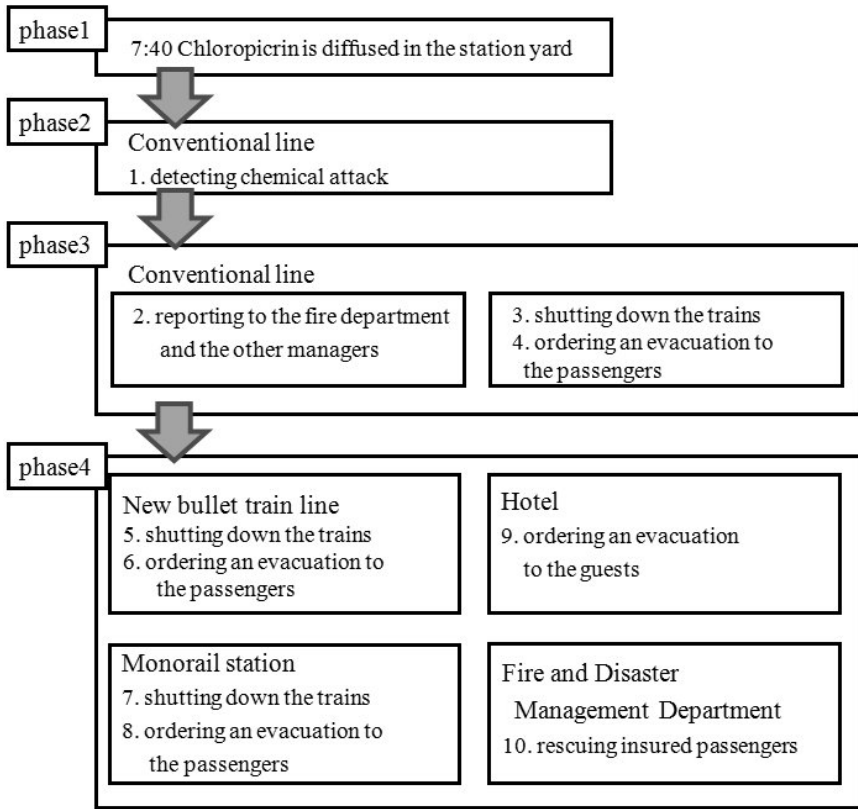 phase1
7:40 Chloropicrin is diffused in the station yard
phase2
Conventional line
1. detecting chemical attack
phase3
Conventional line
2. reporting to the fire department
and the other managers
3. shutting down the trains
4. ordering an evacuation to
the passengers
phase4
New bullet train line
5. shutting down the trains
6. ordering an evacuation to
the passengers
Hotel
9. ordering an evacuation
to the guests
Monorail station
7. shutting down the trains
8. ordering an evacuation to
the passengers
Fire and Disaster
Management Department
10. rescuing insured passengers